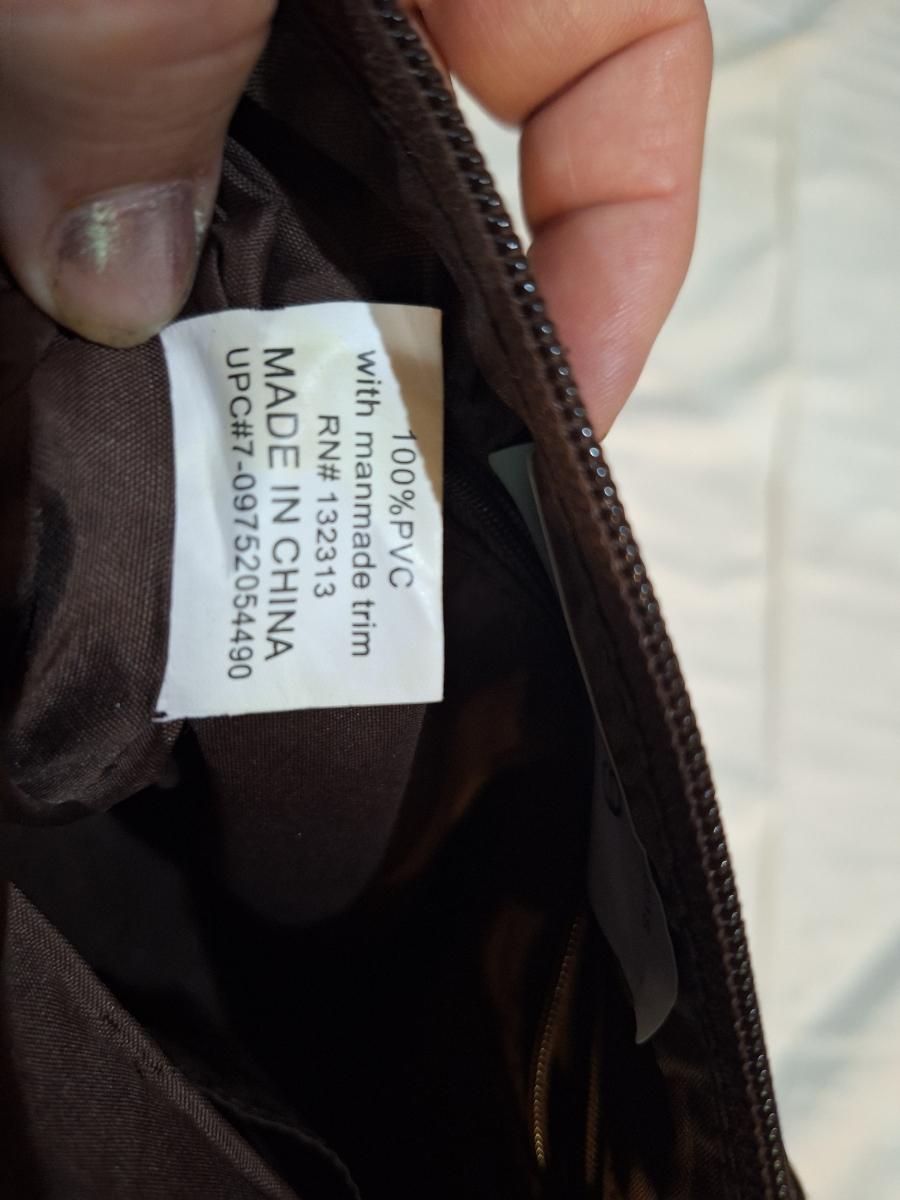 100%PVC
with manmade trim
RN# 132313
MADE IN CHINA
UPC#7-09752054490